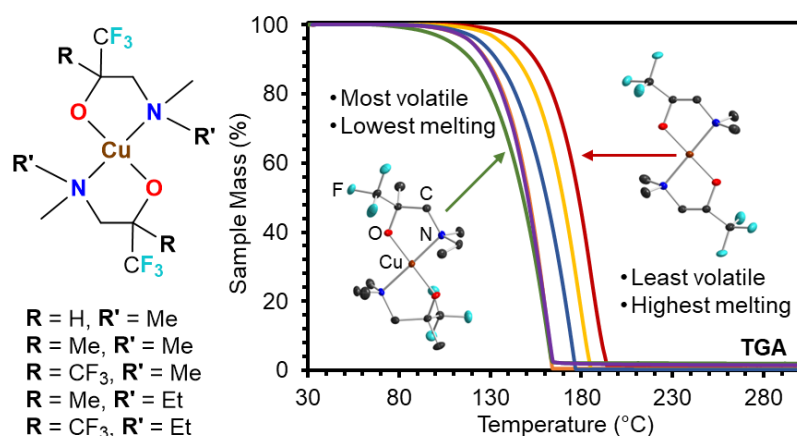 CF3
R
O
N
R'
Cu
R'
N
O
R
CF3
R = H, R' = Me
R = Me, R' = Me
R = CF3, R' = Me
R = Me, R' = Et
R = CF3, R' = Et
Sample Mass (%)
100
80
60
40
20
0
30
80
130
180
230
280
Temperature (°C)
•Most volatile
•Lowest melting
F
C
O
N
Cu
•Least volatile
•Highest melting
TGA